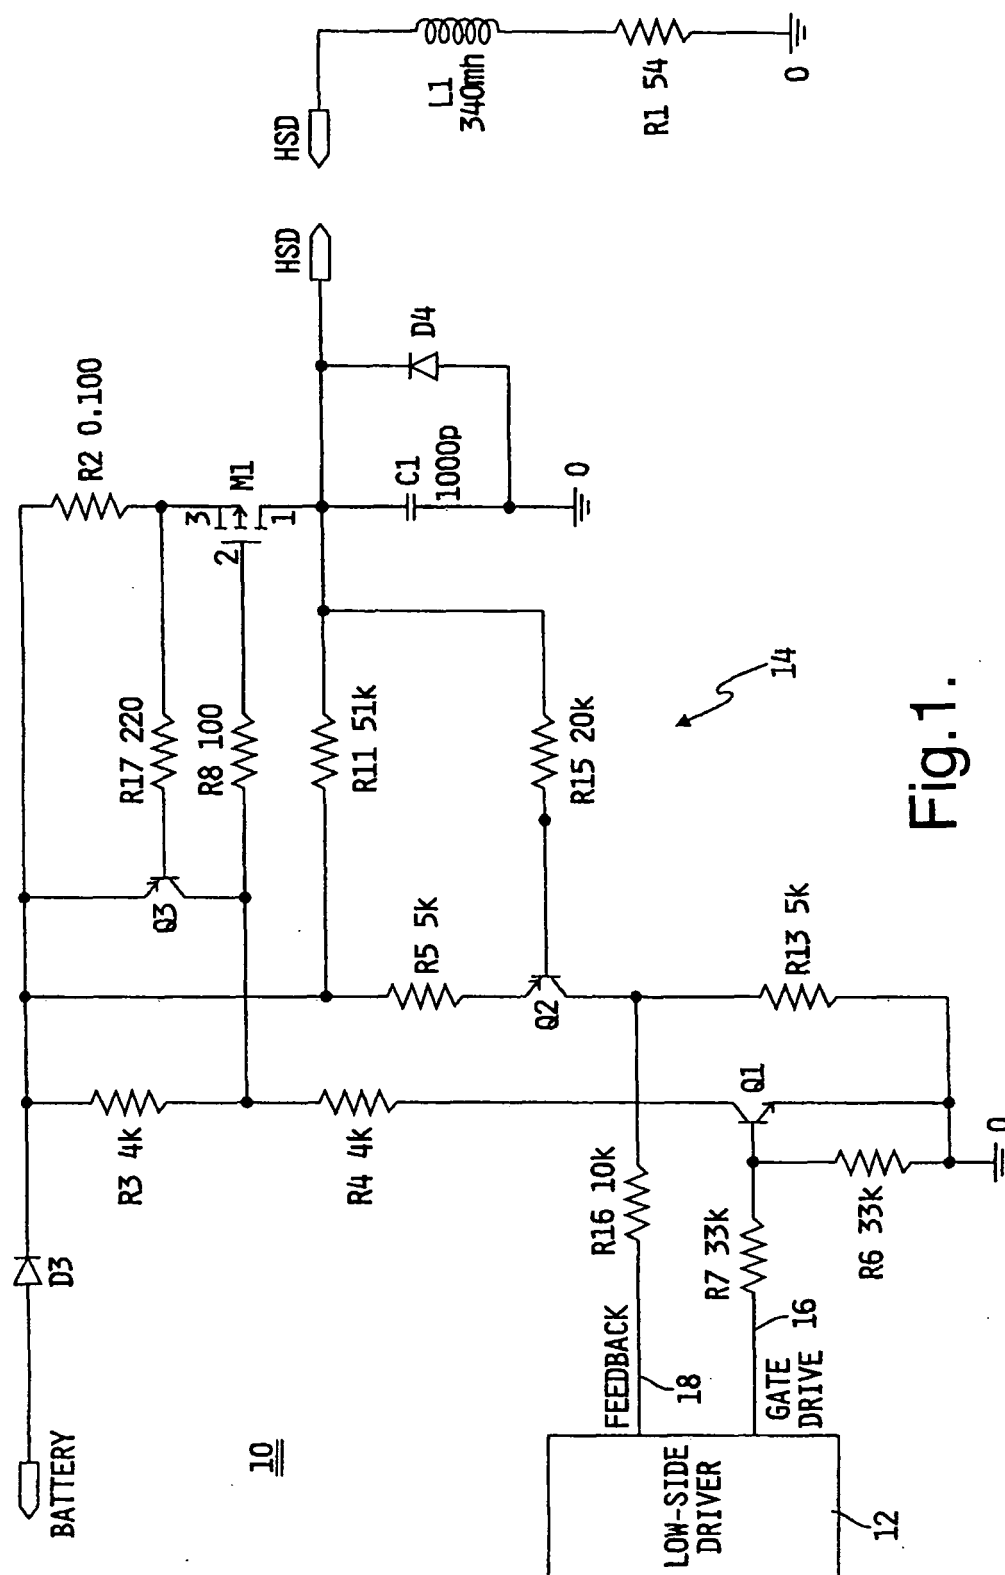 BATTERY
D3
10
R3 4k
R4 4k
R5 5k
Q3
R17 220
R8 100
R2 0.100
3
2
1
M1
R11 51k
R15 20k
C1
1000p
0
D4
HSD
HSD
L1
340mh
R1 54
0
Q2
R13 5k
Q1
R16 10k
R7 33k
R6 33k
0
FEEDBACK
18
GATE
DRIVE
16
LOW-SIDE
DRIVER
12
14
Fig.1.